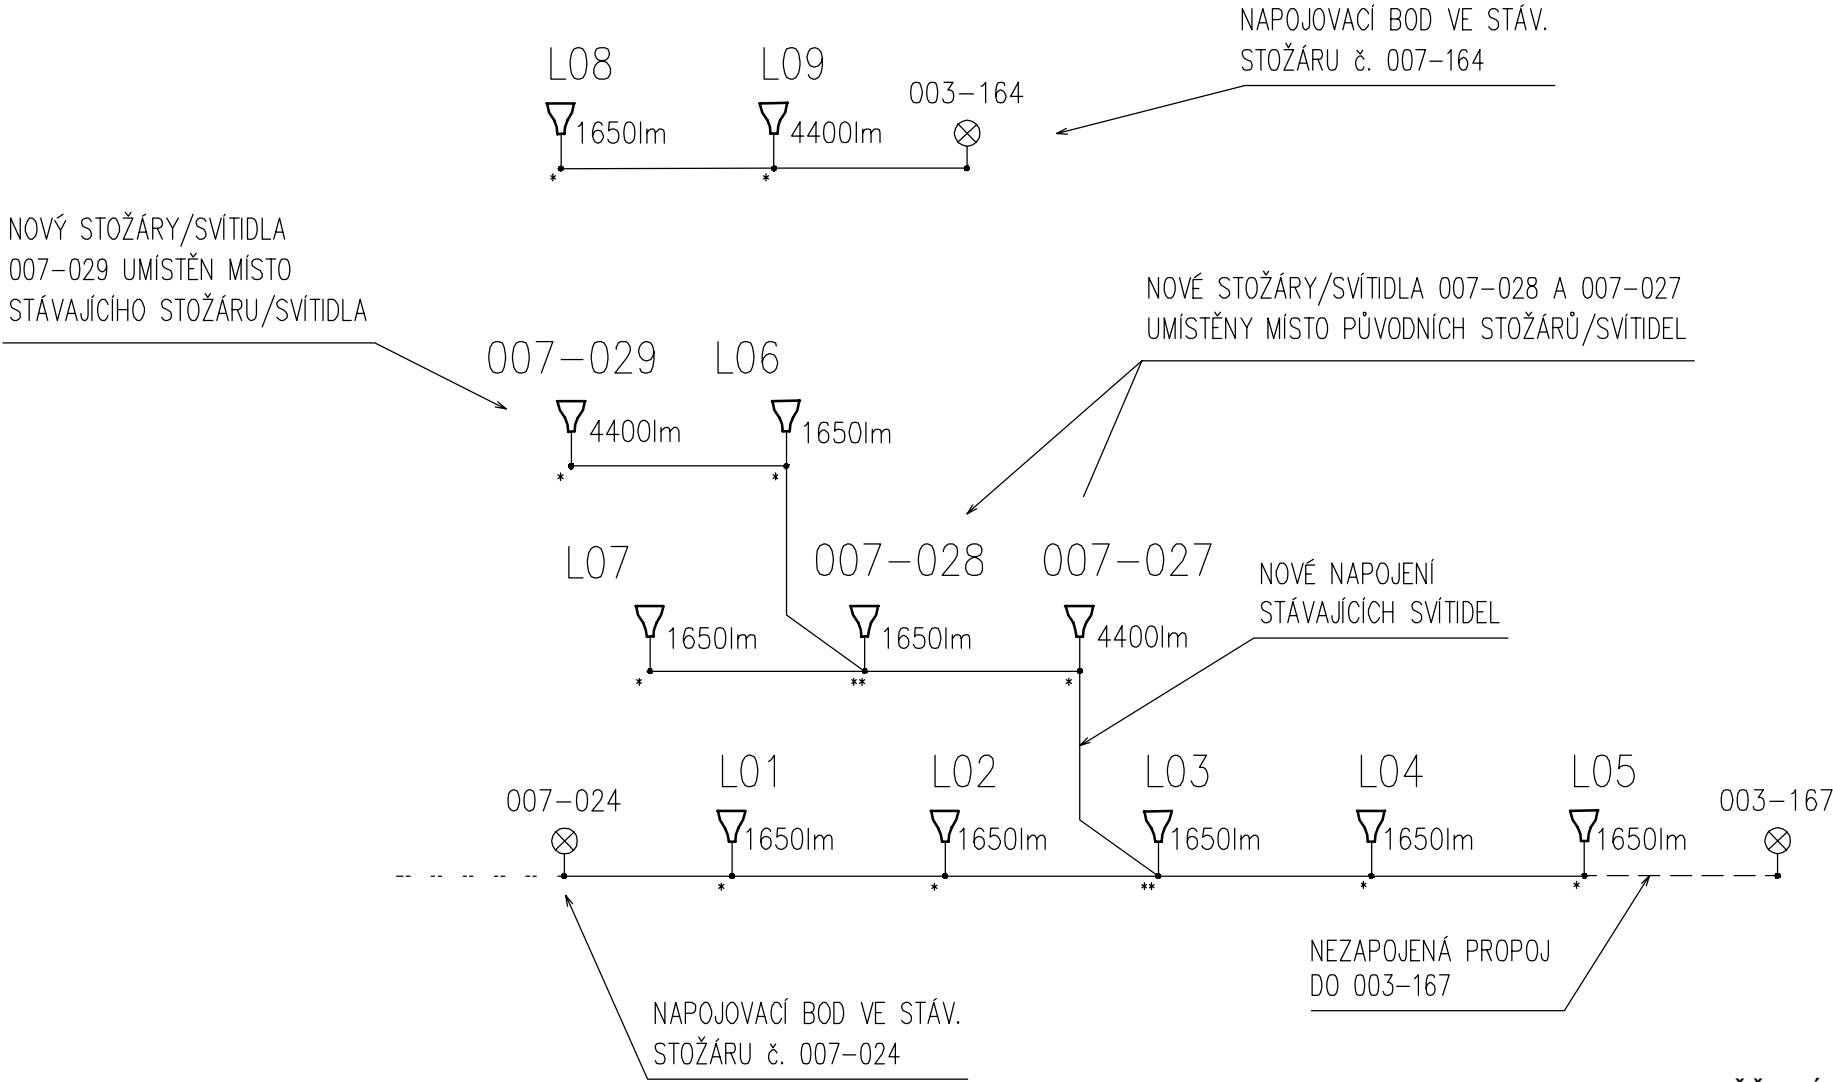 NAPOJOVACÍ BOD VE STÁV.
STOŽÁRU č. 007-164
L08
L09
003-164
1650lm
4400lm
*
*
NOVÝ STOŽÁRY/SVÍTIDLA
007-029 UMÍSTĚN MÍSTO
STÁVAJÍCÍHO STOŽÁRU/SVÍTIDLA
NOVÉ STOŽÁRY/SVÍTIDLA 007-028 A 007-027
UMÍSTĚNY MÍSTO PŮVODNÍCH STOŽÁRŮ/SVÍTIDEL
007-029
L06
4400lm
1650lm
*
*
L07
007-028
007-027
1650lm
1650lm
4400lm
*
**
*
NOVÉ NAPOJENÍ
STÁVAJÍCÍCH SVÍTIDEL
007-024
L01
L02
L03
L04
L05
003-167
1650lm
1650lm
1650lm
1650lm
1650lm
*
*
**
*
*
NEZAPOJENÁ PROPOJ
DO 003-167
NAPOJOVACÍ BOD VE STÁV.
STOŽÁRU č. 007-024